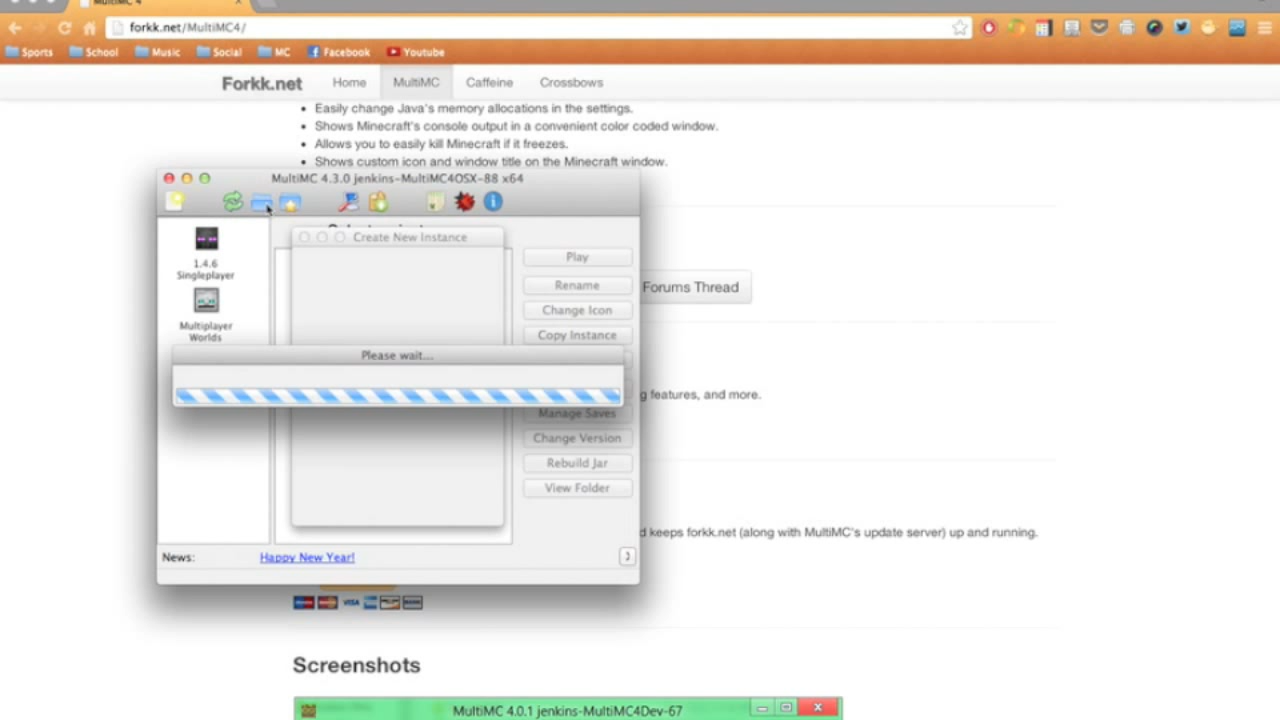 MultiMC 4
forkk.net/MultiMC4/
Sports School Music Social MC Facebook Youtube
Forkk.net Home MultiMC Caffeine Crossbows
Easily change Java's memory allocations in the settings.
Shows Minecraft's console output in a convenient color coded window.
Allows you to easily kill Minecraft if it freezes.
Shows custom icon and window title on the Minecraft window.
MultiMC 4.3.0 jenkins-MultiMC4OSX-88 x64
Create New Instance
1.4.6
Singleplayer
Multiplayer
Worlds
Please wait...
Play
Rename
Change Icon
Copy Instance
Manage Saves
Change Version
Rebuild Jar
View Folder
Forums Thread
g features, and more.
d keeps forkk.net (along with MultiMC's update server) up and running.
News: Happy New Year!
VISA
Screenshots
MultiMC 4.0.1 jenkins-MultiMC4Dev-67